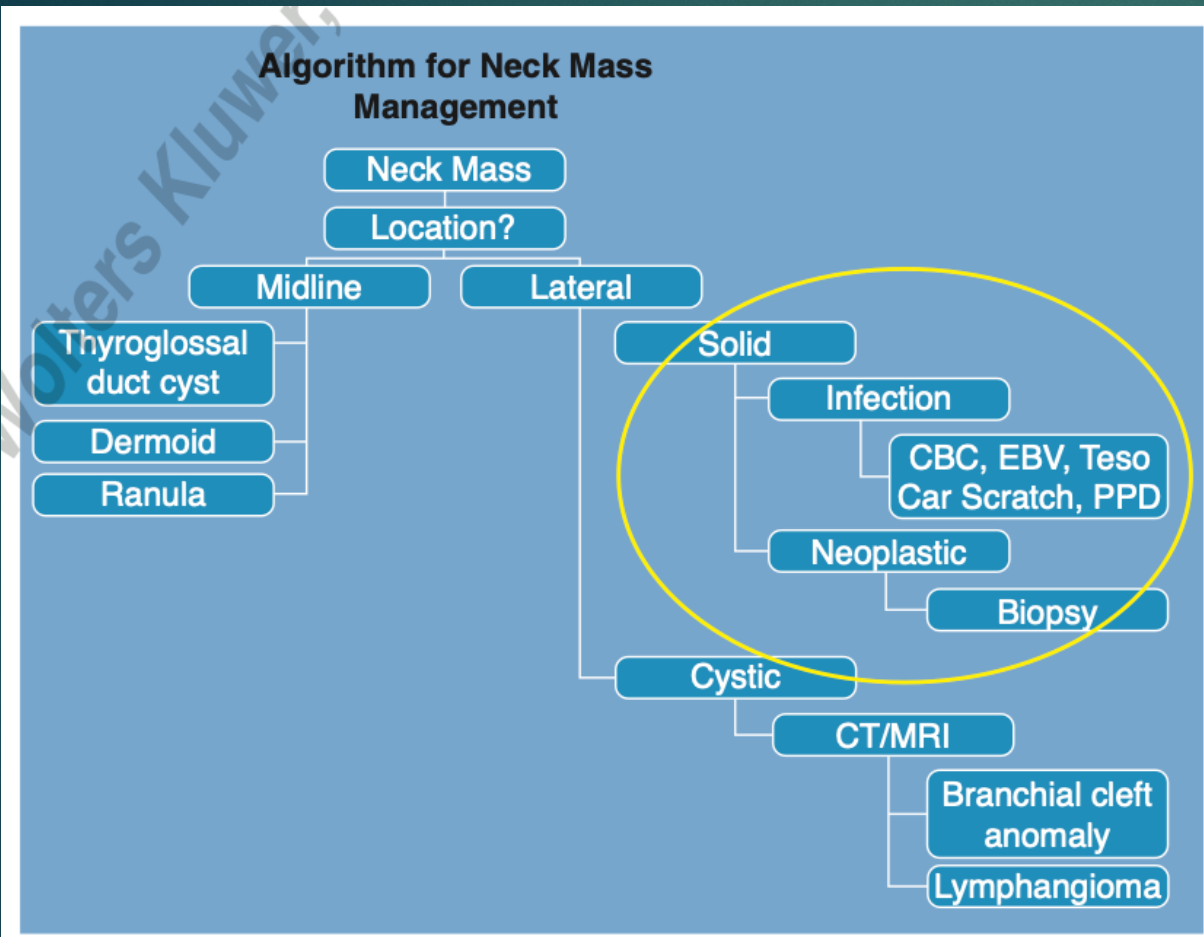 Wolters Kluwer,
Algorithm for Neck Mass
Management
Neck Mass
Location?
Midline
Lateral
Thyroglossal
duct cyst
Dermoid
Ranula
Solid
Infection
CBC, EBV, Teso
Car Scratch, PPD
Neoplastic
Biopsy
Cystic
CT/MRI
Branchial cleft
anomaly
Lymphangioma